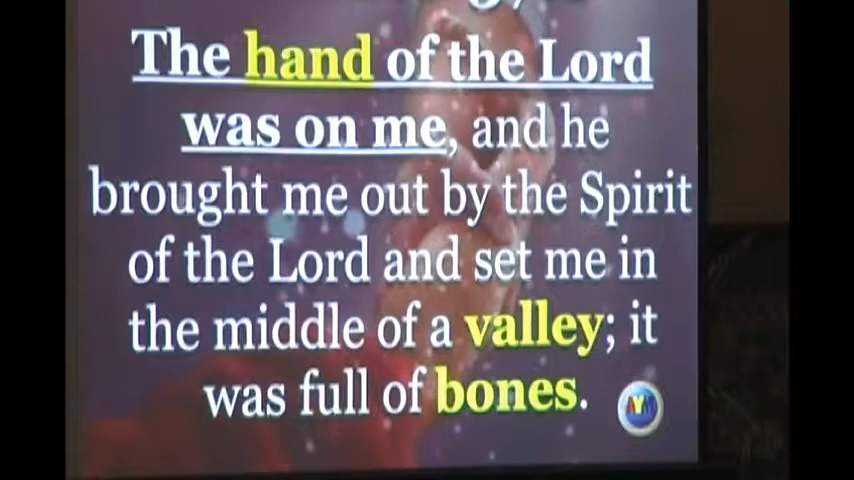 The hand of the Lord
was on me, and he
brought me out by the Spirit
of the Lord and set me in
the middle of a valley; it
was full of bones.
AYM